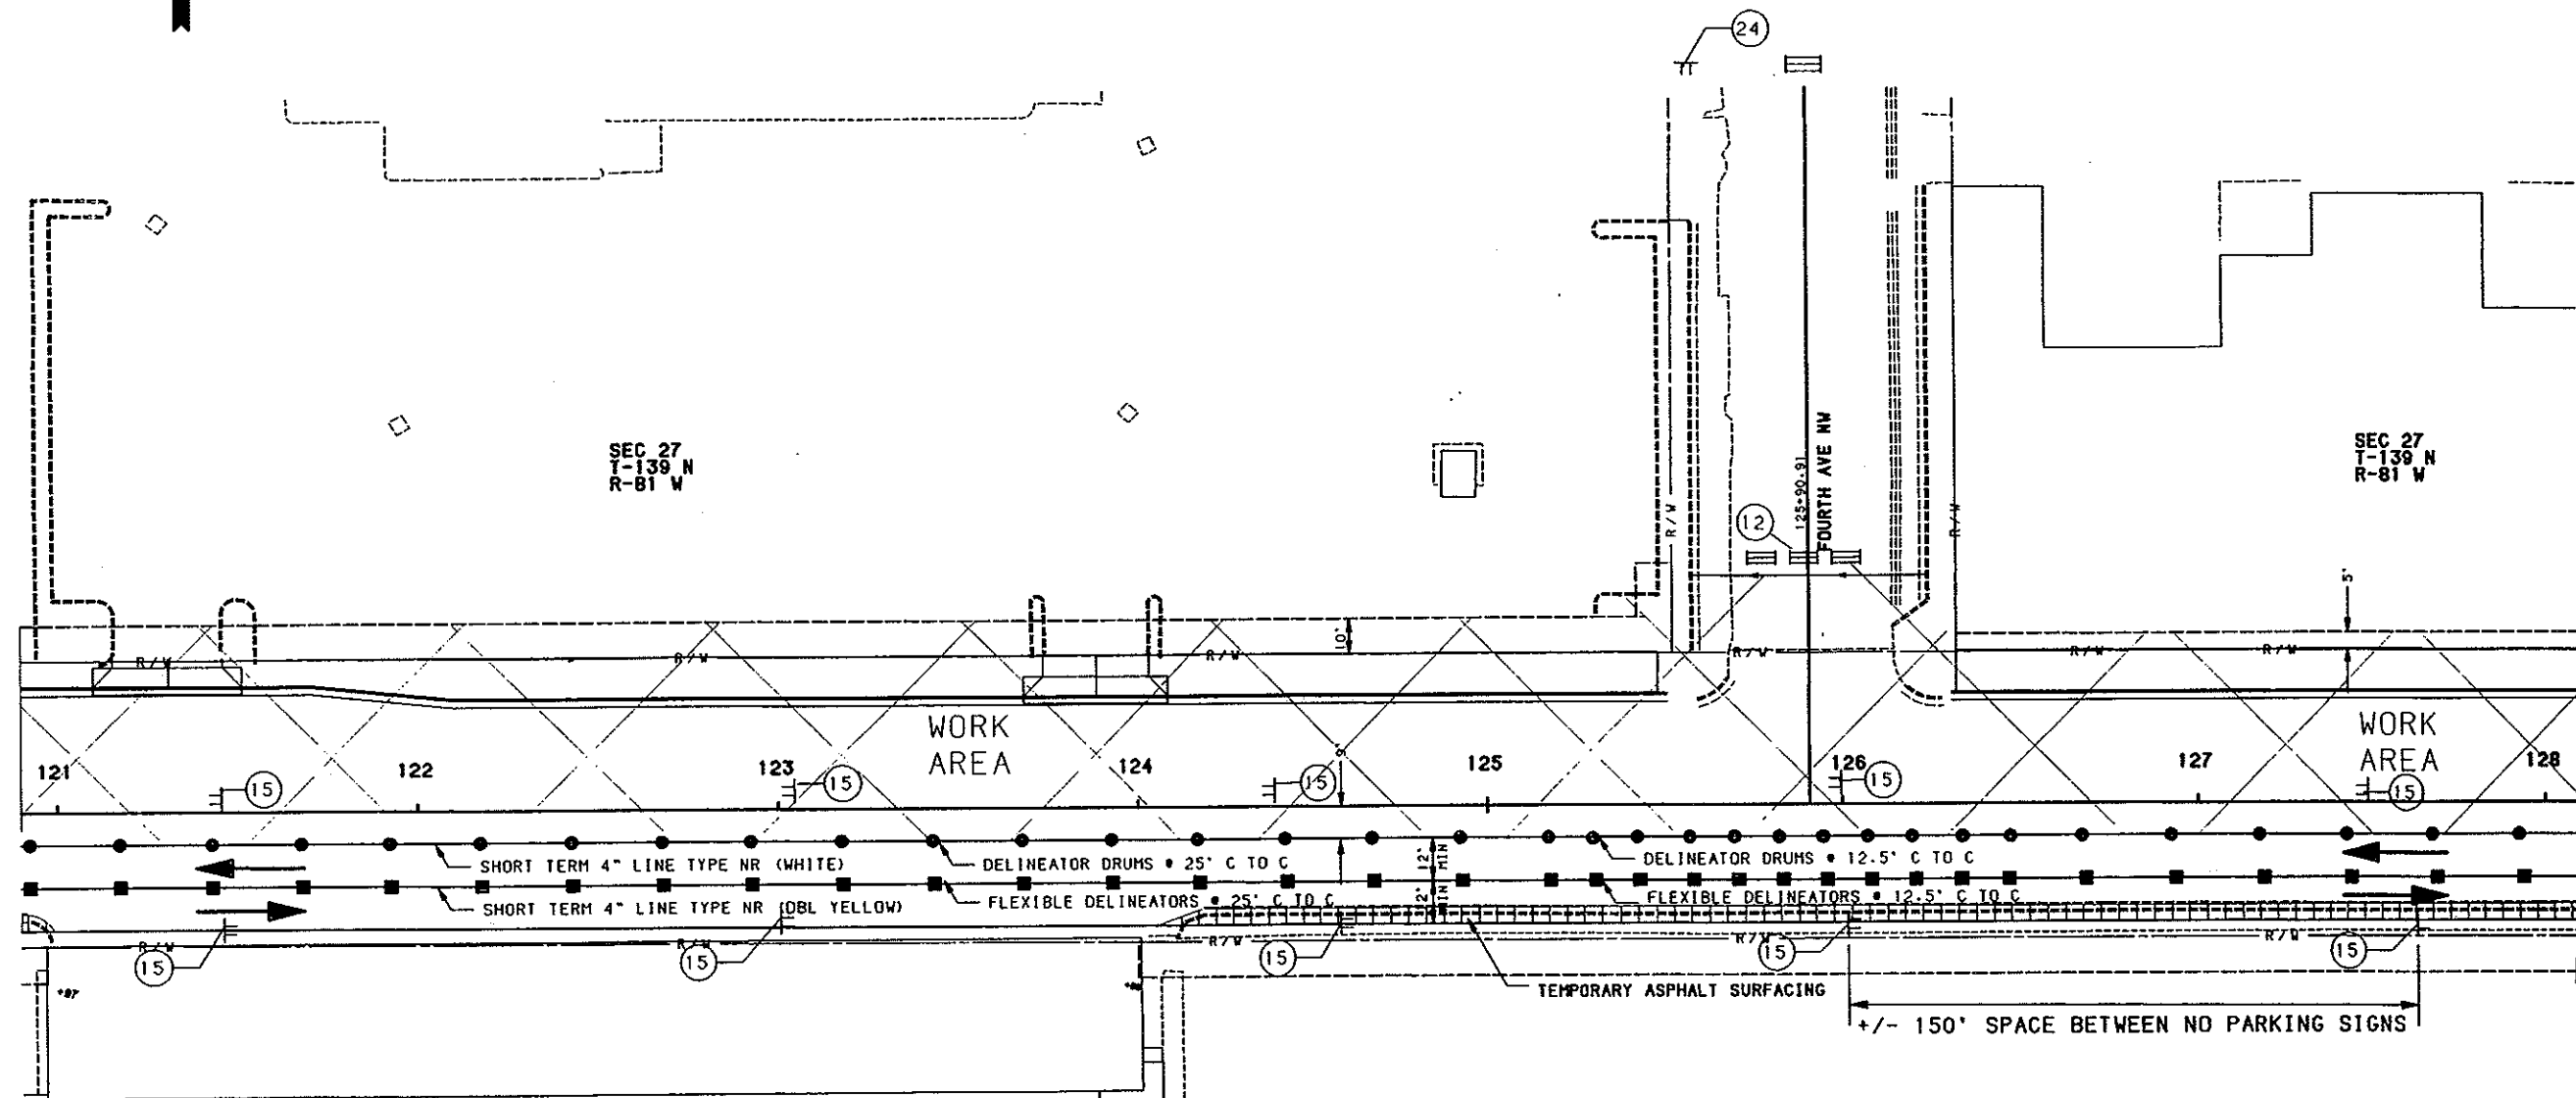 24
SEC 27
T-139 N
R-81 W
SEC 27
T-139 N
R-81 W
125+90.91
FOURTH AVE NW
12
R/W
R/W
5'
10'
R/W
R/W
R/W
R/W
R/W
R/W
WORK
AREA
WORK
AREA
121
122
123
124
125
126
127
128
15
15
15
15
15
9'
SHORT TERM 4" LINE TYPE NR (WHITE)
DELINEATOR DRUMS @ 25' C TO C
12'
MIN
DELINEATOR DRUMS @ 12.5' C TO C
SHORT TERM 4" LINE TYPE NR (DBL YELLOW)
FLEXIBLE DELINEATORS @ 25' C TO C
12'
MIN
FLEXIBLE DELINEATORS @ 12.5' C TO C
R/W
R/W
R/W
R/W
R/W
15
15
15
15
15
+97
TEMPORARY ASPHALT SURFACING
+/- 150' SPACE BETWEEN NO PARKING SIGNS